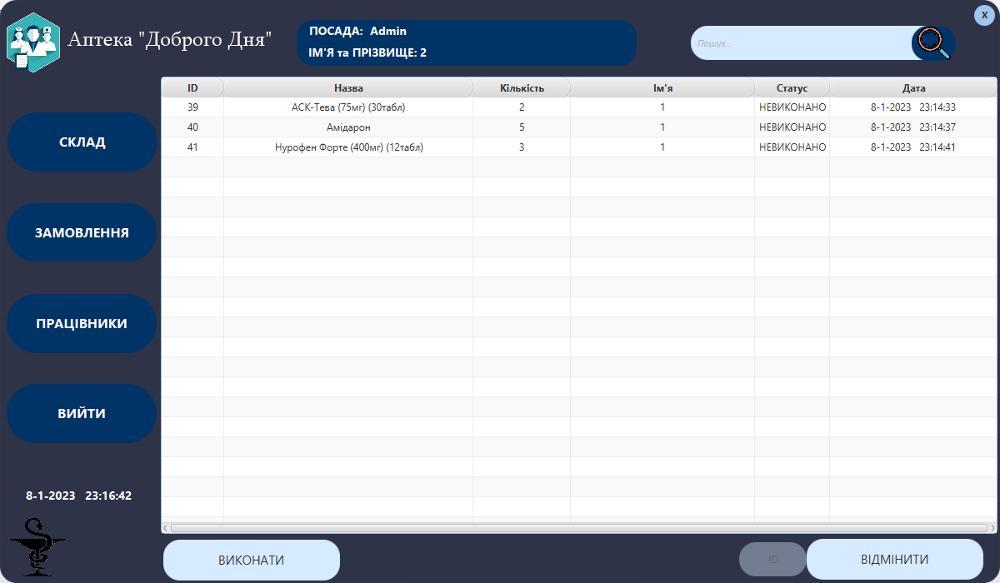 X
Аптека "Доброго Дня"
ПОСАДА: Admin
ІМ'Я та ПРІЗВИЩЕ: 2
Пошук...
ID Назва Кількість Ім'я Статус Дата
39 АСК-Тева (75мг) (30табл) 2 1 НЕВИКОНАНО 8-1-2023 23:14:33
40 Амідарон 5 1 НЕВИКОНАНО 8-1-2023 23:14:37
41 Нурофен Форте (400мг) (12табл) 3 1 НЕВИКОНАНО 8-1-2023 23:14:41
СКЛАД
ЗАМОВЛЕННЯ
ПРАЦІВНИКИ
ВИЙТИ
8-1-2023 23:16:42
ВИКОНАТИ
ID
ВІДМІНИТИ